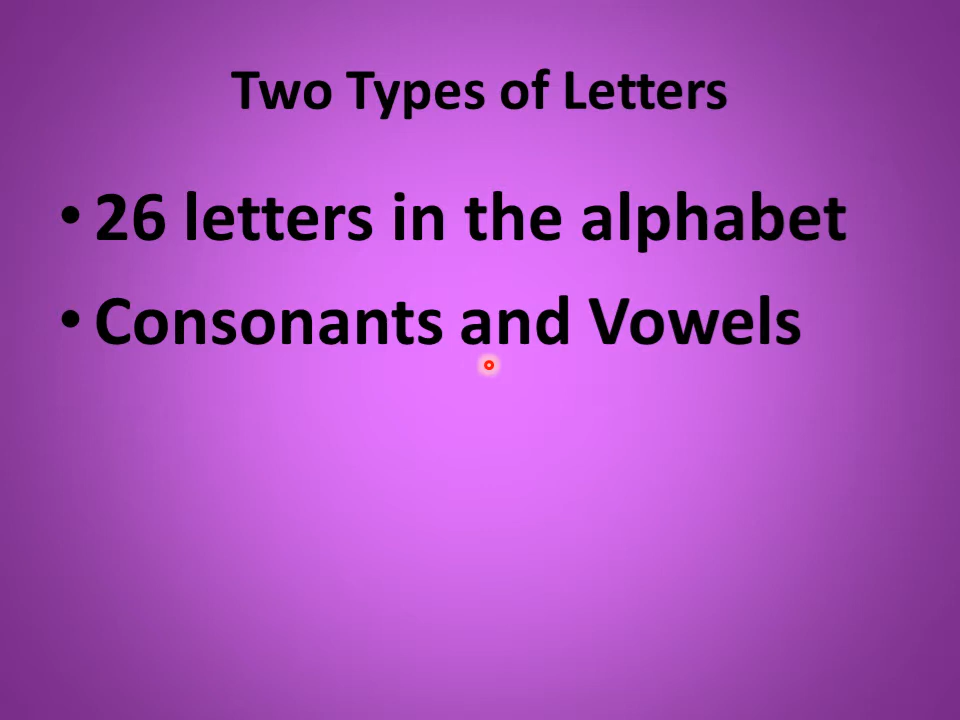 Two Types of Letters
• 26 letters in the alphabet
• Consonants and Vowels